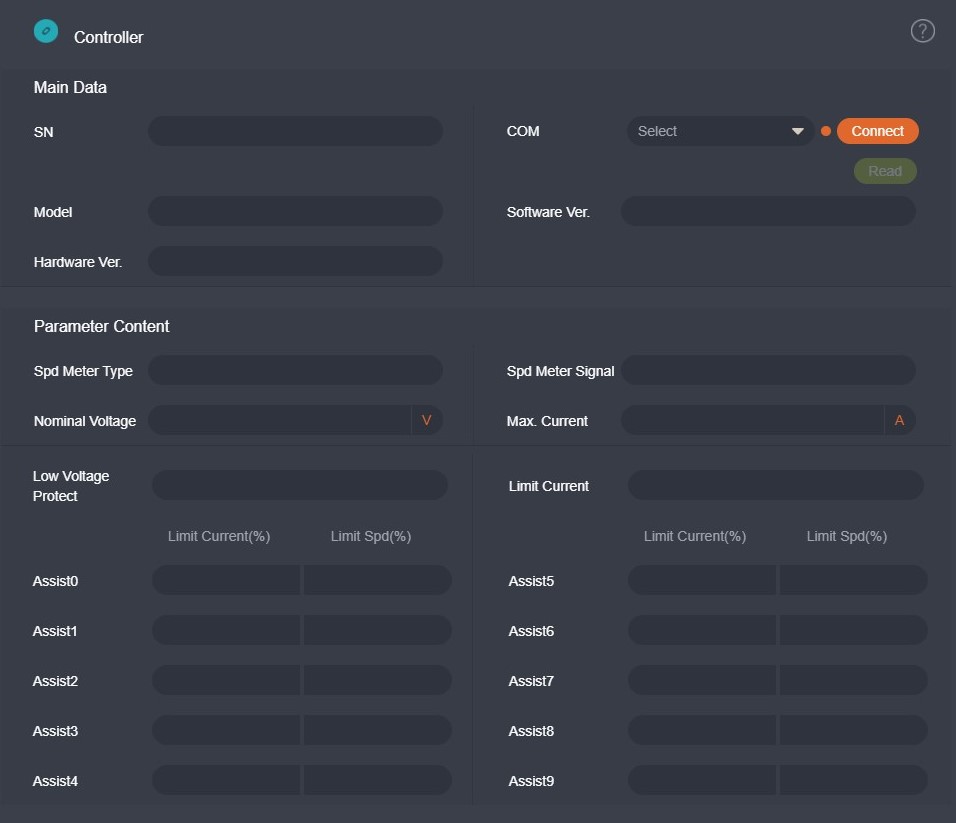 Controller
?
Main Data
SN
COM Select Connect
Read
Model
Software Ver.
Hardware Ver.
Parameter Content
Spd Meter Type
Spd Meter Signal
Nominal Voltage V
Max. Current A
Low Voltage
Protect
Limit Current
Limit Current(%) Limit Spd(%)
Limit Current(%) Limit Spd(%)
Assist0
Assist5
Assist1
Assist6
Assist2
Assist7
Assist3
Assist8
Assist4
Assist9